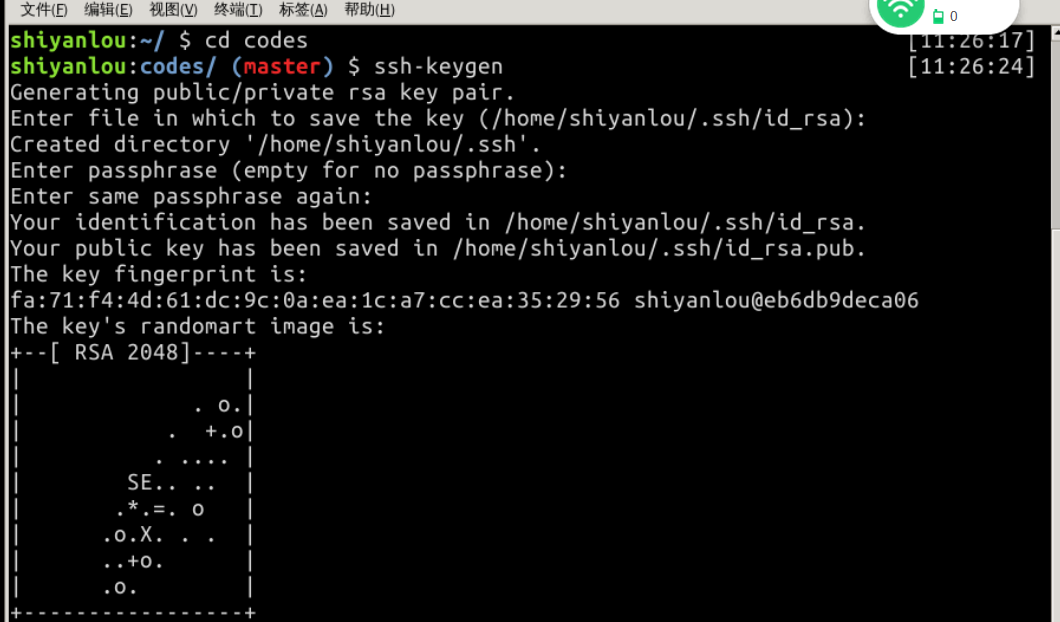 文件(F) 编辑(E) 视图(V) 终端(T) 标签(A) 帮助(H)
0
shiyanlou:~/ $ cd codes [11:26:17]
shiyanlou:codes/ (master) $ ssh-keygen [11:26:24]
Generating public/private rsa key pair.
Enter file in which to save the key (/home/shiyanlou/.ssh/id_rsa):
Created directory '/home/shiyanlou/.ssh'.
Enter passphrase (empty for no passphrase):
Enter same passphrase again:
Your identification has been saved in /home/shiyanlou/.ssh/id_rsa.
Your public key has been saved in /home/shiyanlou/.ssh/id_rsa.pub.
The key fingerprint is:
fa:71:f4:4d:61:dc:9c:0a:ea:1c:a7:cc:ea:35:29:56 shiyanlou@eb6db9deca06
The key's randomart image is:
+--[ RSA 2048]----+
|                 |
|             . o.|
|           .  +.o|
|          . .... |
|        SE.. ..  |
|       .*.=. o   |
|      .o.X. . .  |
|      ..+o.      |
|      .o.        |
+-----------------+